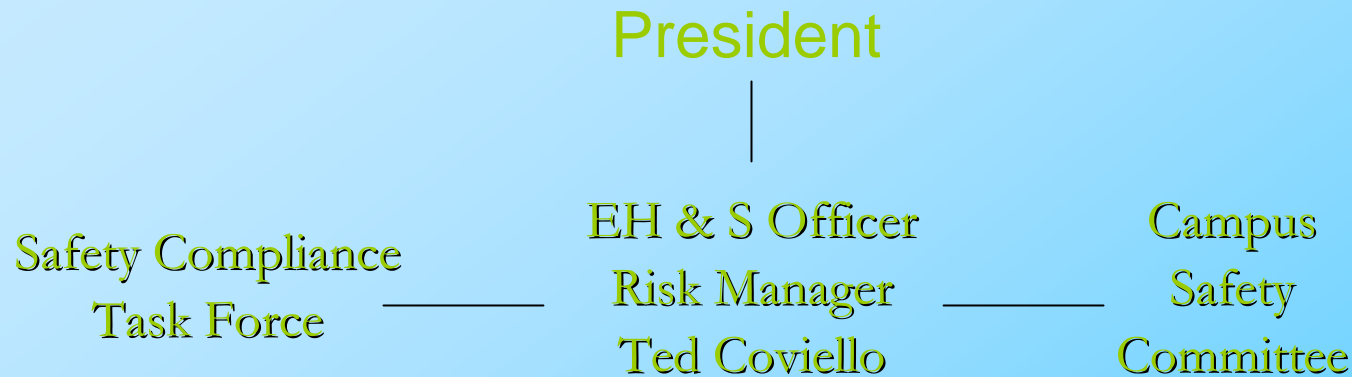 President
Safety Compliance
Task Force
EH & S Officer
Risk Manager
Ted Coviello
Campus
Safety
Committee